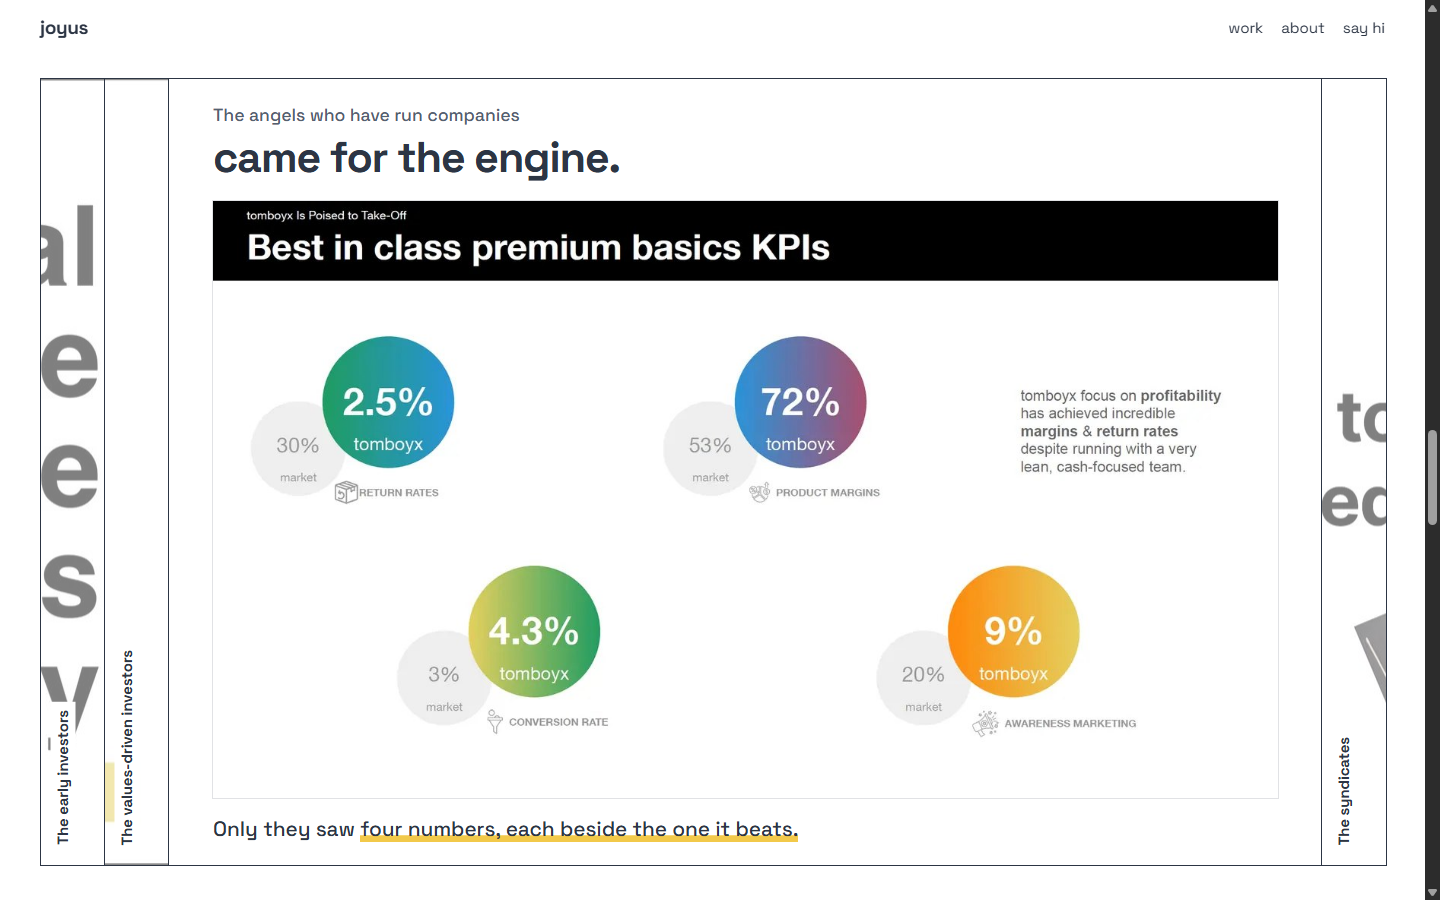 joyus
work about say hi
al
e
e
s
y
The early investors
The values-driven investors
The angels who have run companies
came for the engine.
tomboyx Is Poised to Take-Off
Best in class premium basics KPIs
2.5%
tomboyx
30%
market
RETURN RATES
72%
tomboyx
53%
market
PRODUCT MARGINS
tomboyx focus on profitability
has achieved incredible
margins & return rates
despite running with a very
lean, cash-focused team.
4.3%
tomboyx
3%
market
CONVERSION RATE
9%
tomboyx
20%
market
AWARENESS MARKETING
Only they saw four numbers, each beside the one it beats.
to
ed
The syndicates